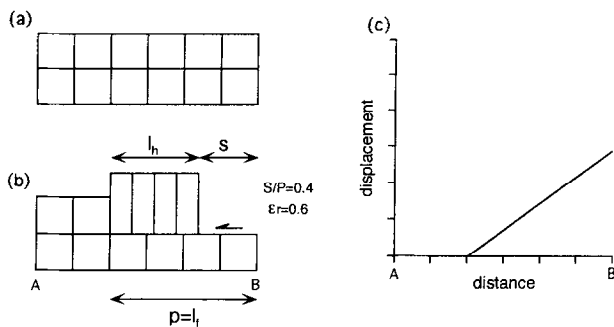 (a)
(b)
l_h
S
S/P=0.4
εr=0.6
A
B
p=l_f
(c)
displacement
A
B
distance